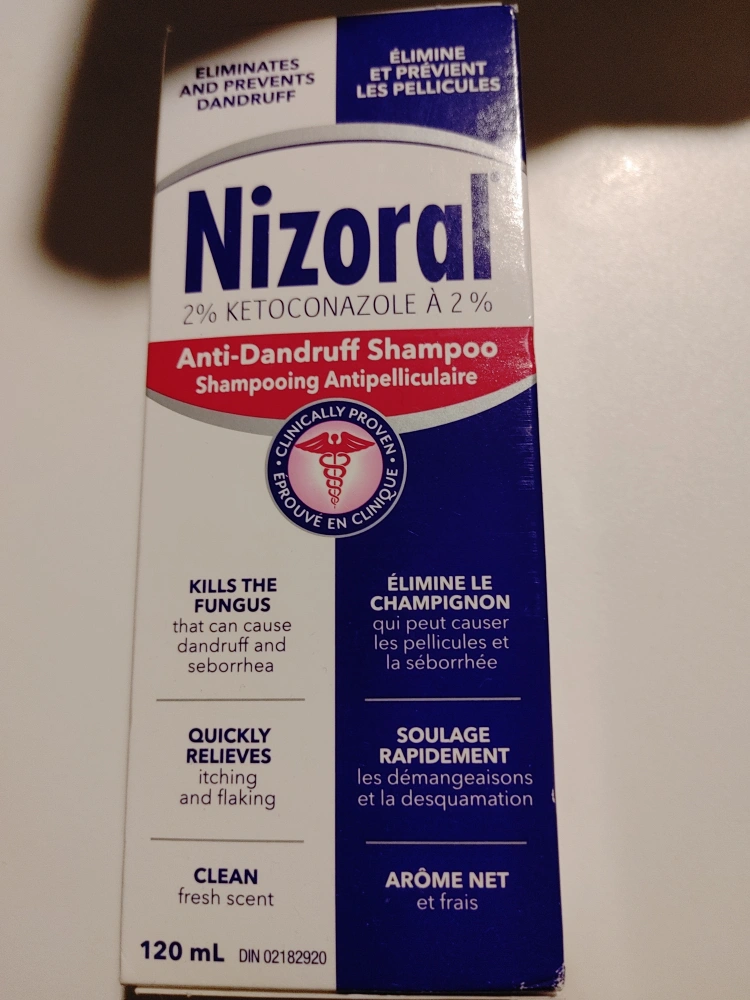 ELIMINATES
AND PREVENTS
DANDRUFF
ÉLIMINE
ET PRÉVIENT
LES PELLICULES
Nizoral®
2% KETOCONAZOLE À 2 %
Anti-Dandruff Shampoo
Shampooing Antipelliculaire
• CLINICALLY PROVEN •
ÉPROUVÉ EN CLINIQUE
KILLS THE
FUNGUS
that can cause
dandruff and
seborrhea
ÉLIMINE LE
CHAMPIGNON
qui peut causer
les pellicules et
la séborrhée
QUICKLY
RELIEVES
itching
and flaking
SOULAGE
RAPIDEMENT
les démangeaisons
et la desquamation
CLEAN
fresh scent
ARÔME NET
et frais
120 mL DIN 02182920